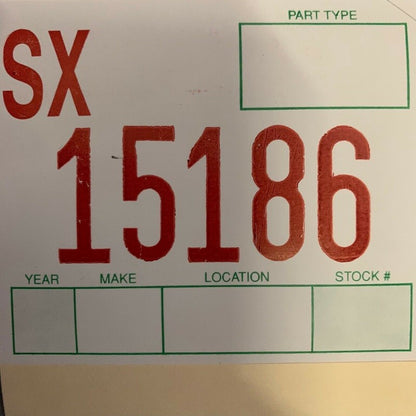 PART TYPE
SX
15186
YEAR MAKE LOCATION STOCK #